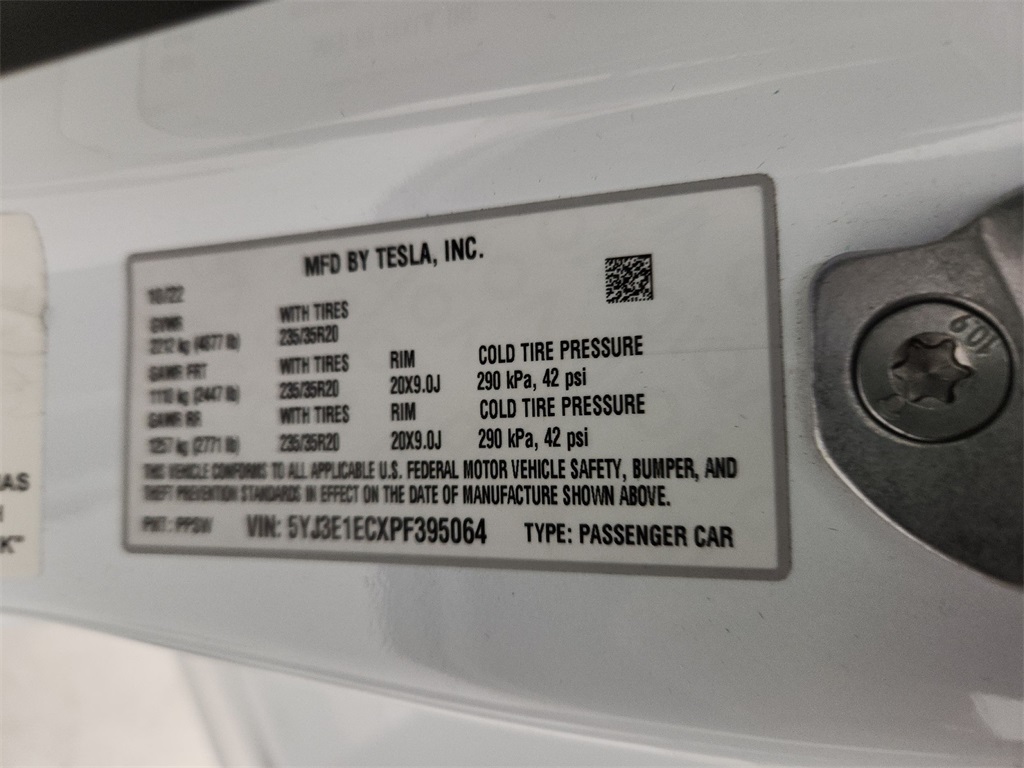 MFD BY TESLA, INC.
10/22
GVWR WITH TIRES
2212 kg (4877 lb) 235/35R20
GAWR FRT WITH TIRES RIM COLD TIRE PRESSURE
1110 kg (2447 lb) 235/35R20 20X9.0J 290 kPa, 42 psi
GAWR RR WITH TIRES RIM COLD TIRE PRESSURE
1257 kg (2771 lb) 235/35R20 20X9.0J 290 kPa, 42 psi
THIS VEHICLE CONFORMS TO ALL APPLICABLE U.S. FEDERAL MOTOR VEHICLE SAFETY, BUMPER, AND
THEFT PREVENTION STANDARDS IN EFFECT ON THE DATE OF MANUFACTURE SHOWN ABOVE.
PNT: PPSW VIN: 5YJ3E1ECXPF395064 TYPE: PASSENGER CAR
10.9